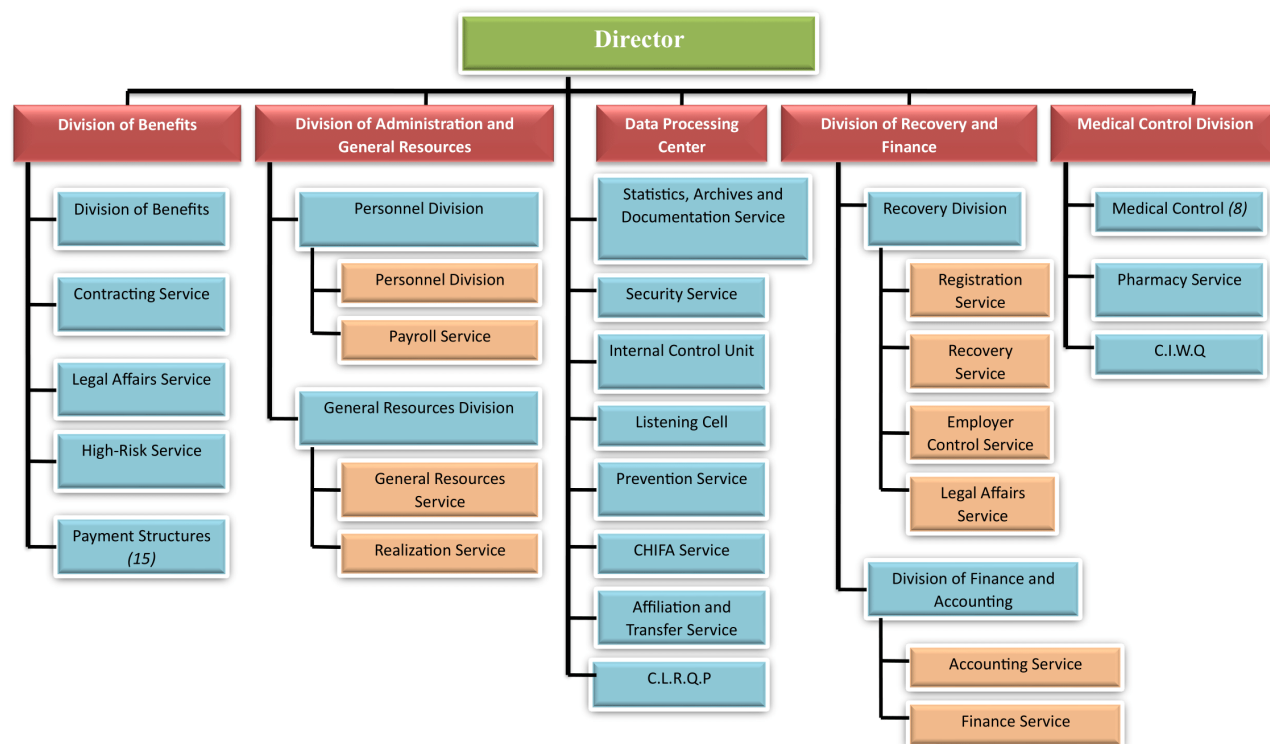 Director
Division of Benefits
Division of Administration and
General Resources
Data Processing
Center
Division of Recovery and
Finance
Medical Control Division
Division of Benefits
Contracting Service
Legal Affairs Service
High-Risk Service
Payment Structures
(15)
Personnel Division
Personnel Division
Payroll Service
General Resources Division
General Resources
Service
Realization Service
Statistics, Archives and
Documentation Service
Security Service
Internal Control Unit
Listening Cell
Prevention Service
CHIFA Service
Affiliation and
Transfer Service
C.L.R.Q.P
Recovery Division
Registration
Service
Recovery
Service
Employer
Control Service
Legal Affairs
Service
Division of Finance and
Accounting
Accounting Service
Finance Service
Medical Control (8)
Pharmacy Service
C.I.W.Q